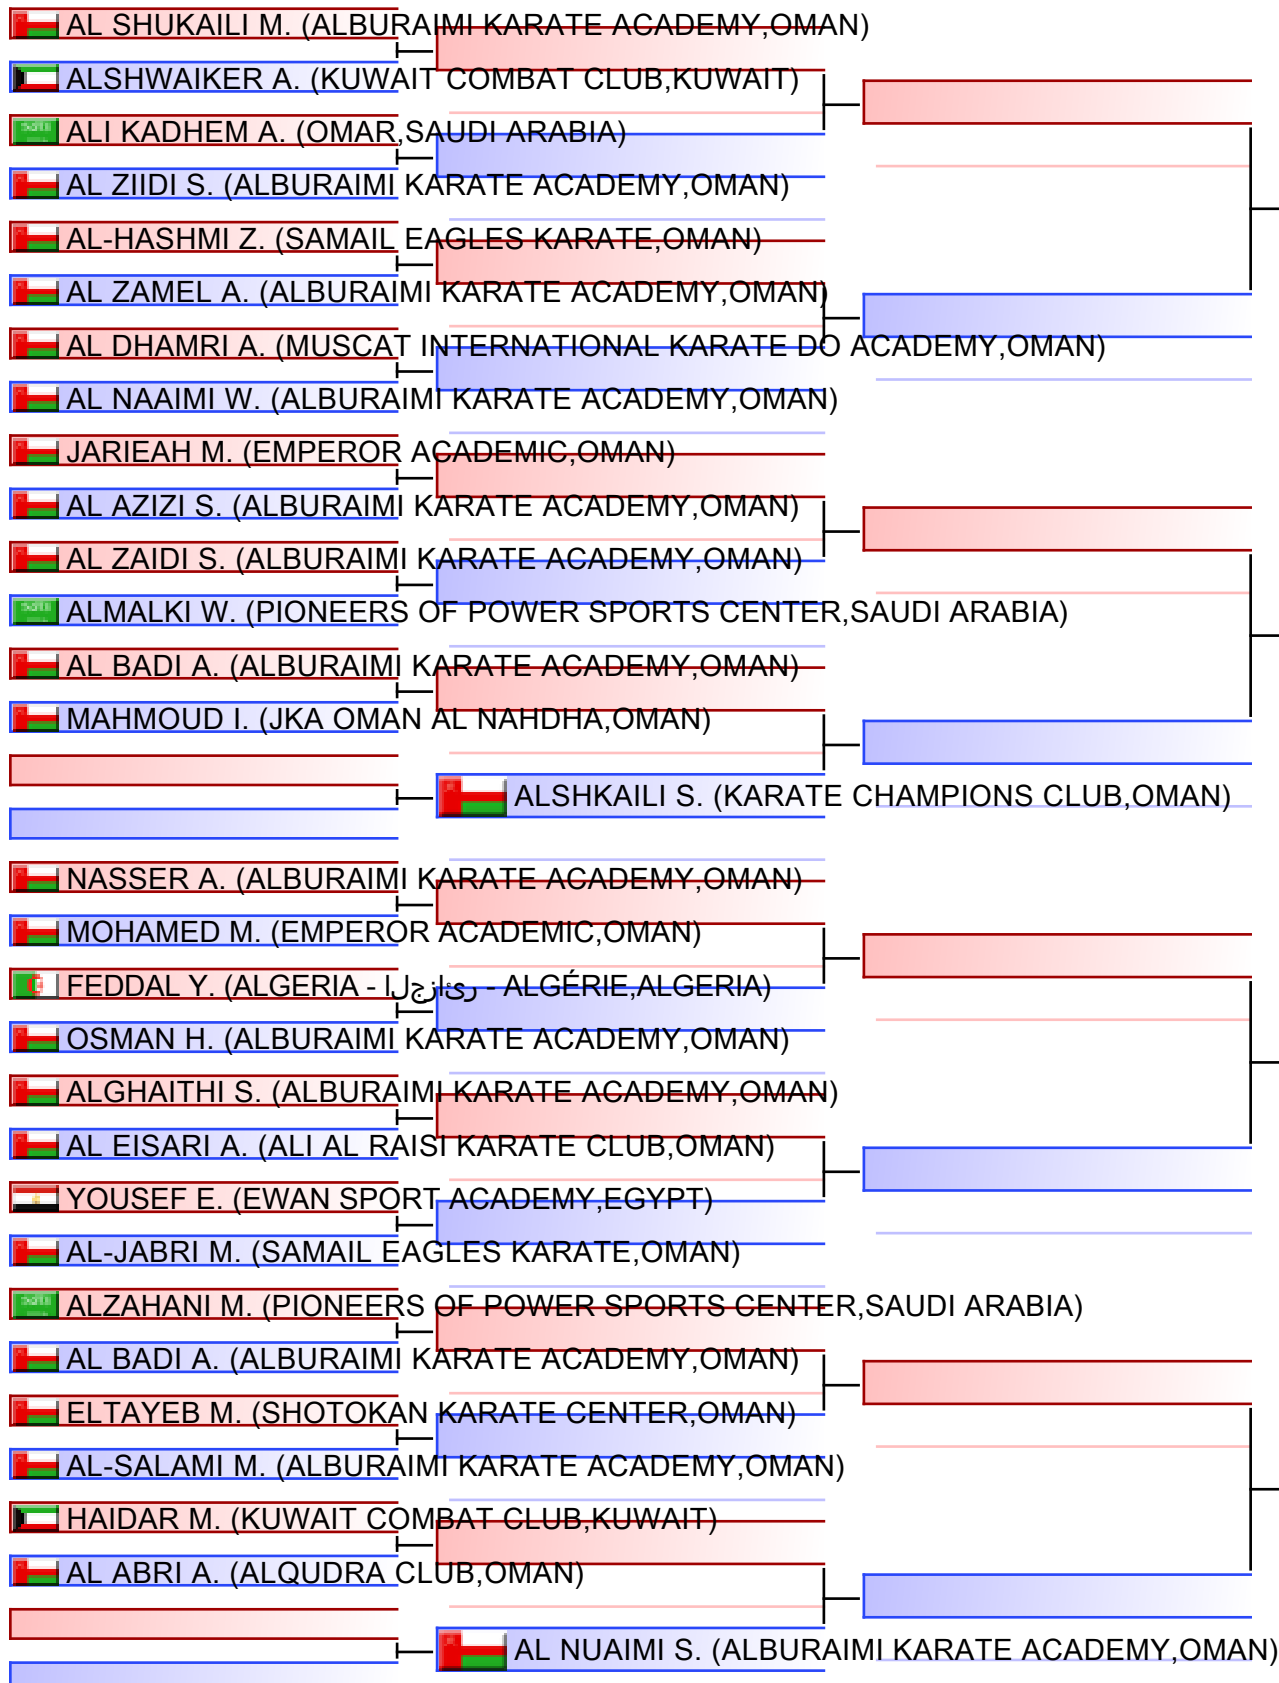 AL SHUKAILI M. (ALBURAIMI KARATE ACADEMY,OMAN)
ALSHWAIKER A. (KUWAIT COMBAT CLUB,KUWAIT)
ALI KADHEM A. (OMAR,SAUDI ARABIA)
AL ZIIDI S. (ALBURAIMI KARATE ACADEMY,OMAN)
AL-HASHMI Z. (SAMAIL EAGLES KARATE,OMAN)
AL ZAMEL A. (ALBURAIMI KARATE ACADEMY,OMAN)
AL DHAMRI A. (MUSCAT INTERNATIONAL KARATE DO ACADEMY,OMAN)
AL NAAIMI W. (ALBURAIMI KARATE ACADEMY,OMAN)
JARIEAH M. (EMPEROR ACADEMIC,OMAN)
AL AZIZI S. (ALBURAIMI KARATE ACADEMY,OMAN)
AL ZAIDI S. (ALBURAIMI KARATE ACADEMY,OMAN)
ALMALKI W. (PIONEERS OF POWER SPORTS CENTER,SAUDI ARABIA)
AL BADI A. (ALBURAIMI KARATE ACADEMY,OMAN)
MAHMOUD I. (JKA OMAN AL NAHDHA,OMAN)
ALSHKAILI S. (KARATE CHAMPIONS CLUB,OMAN)
NASSER A. (ALBURAIMI KARATE ACADEMY,OMAN)
MOHAMED M. (EMPEROR ACADEMIC,OMAN)
FEDDAL Y. (ALGERIA - رئازجلا - ALGÉRIE,ALGERIA)
OSMAN H. (ALBURAIMI KARATE ACADEMY,OMAN)
ALGHAITHI S. (ALBURAIMI KARATE ACADEMY,OMAN)
AL EISARI A. (ALI AL RAISI KARATE CLUB,OMAN)
YOUSEF E. (EWAN SPORT ACADEMY,EGYPT)
AL-JABRI M. (SAMAIL EAGLES KARATE,OMAN)
ALZAHANI M. (PIONEERS OF POWER SPORTS CENTER,SAUDI ARABIA)
AL BADI A. (ALBURAIMI KARATE ACADEMY,OMAN)
ELTAYEB M. (SHOTOKAN KARATE CENTER,OMAN)
AL-SALAMI M. (ALBURAIMI KARATE ACADEMY,OMAN)
HAIDAR M. (KUWAIT COMBAT CLUB,KUWAIT)
AL ABRI A. (ALQUDRA CLUB,OMAN)
AL NUAIMI S. (ALBURAIMI KARATE ACADEMY,OMAN)